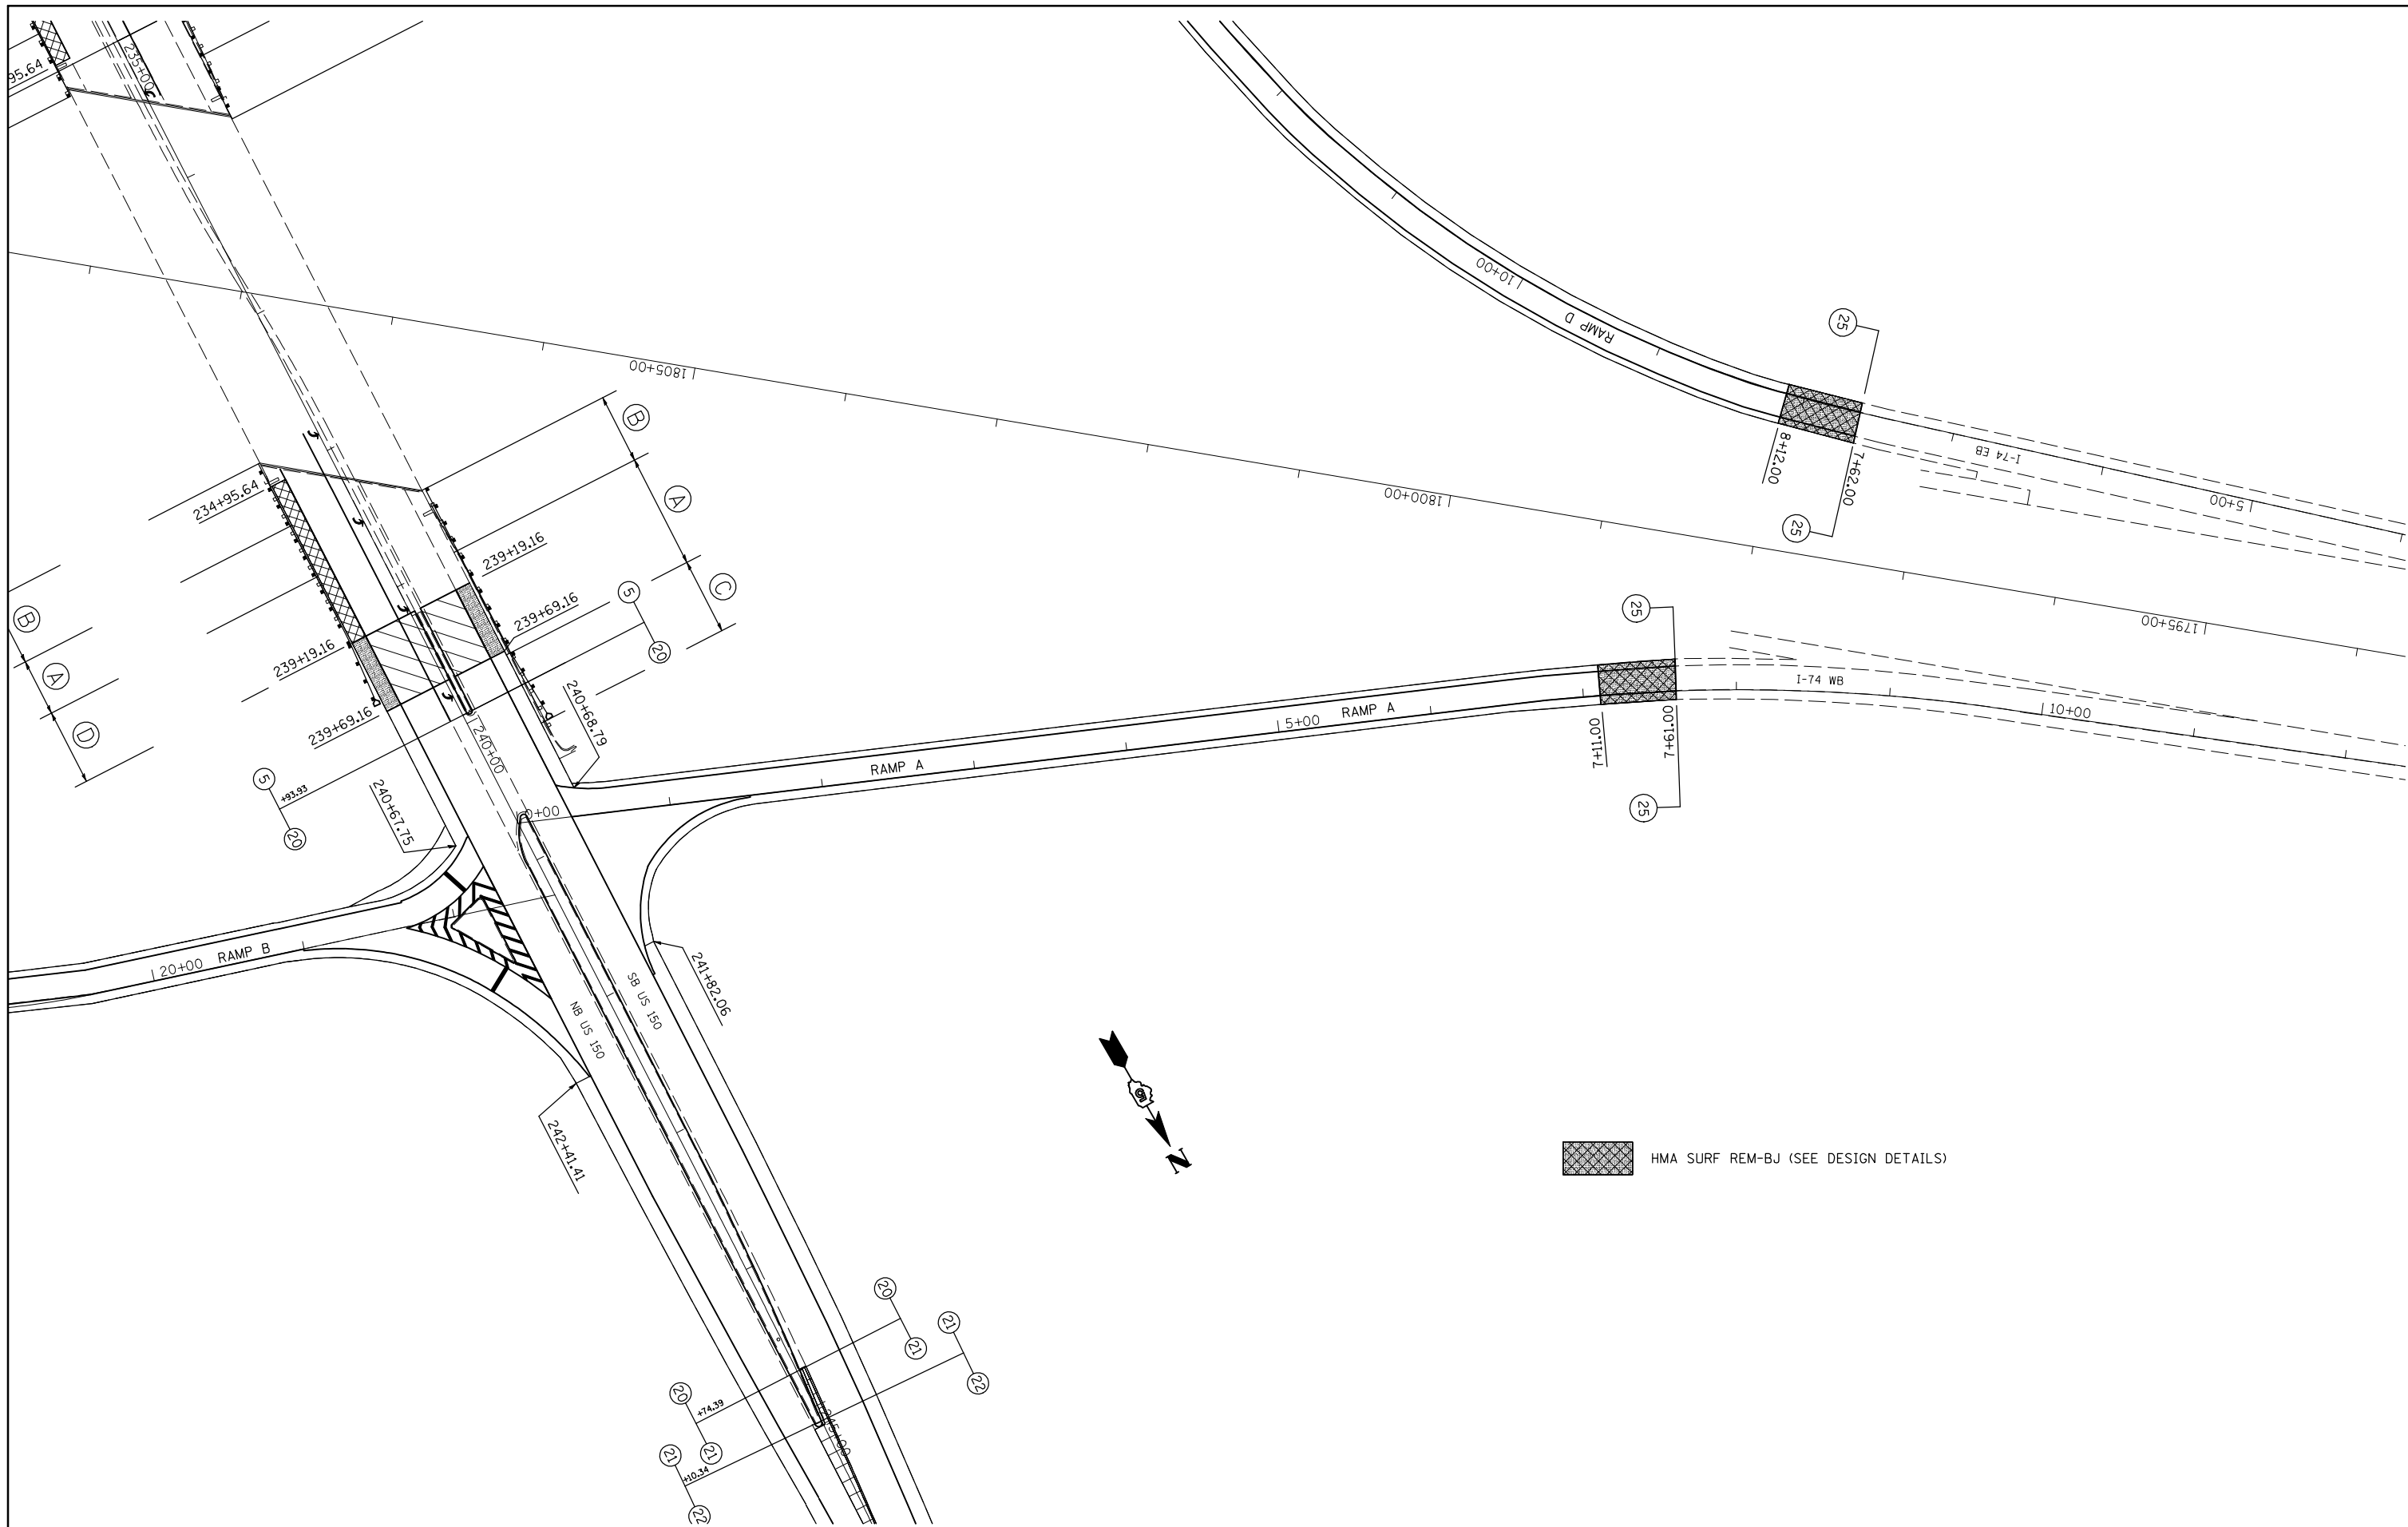 95.64
235+00
1805+00
1800+00
1795+00
10+00
RAMP D
25
25
8+12.00
7+62.00
I-74 EB
5+00
B
A
C
234+95.64
239+19.16
239+69.16
5
20
239+19.16
239+69.16
B
A
D
5
+93.93
20
240+00
240+68.79
240+67.75
0+00
RAMP A
5+00
RAMP A
25
25
7+11.00
7+61.00
I-74 WB
10+00
20+00
RAMP B
SB US 150
NB US 150
241+82.06
242+41.41
N
HMA SURF REM-BJ (SEE DESIGN DETAILS)
20
21
21
22
20
+74.39
21
21
+10.34
22
245+00